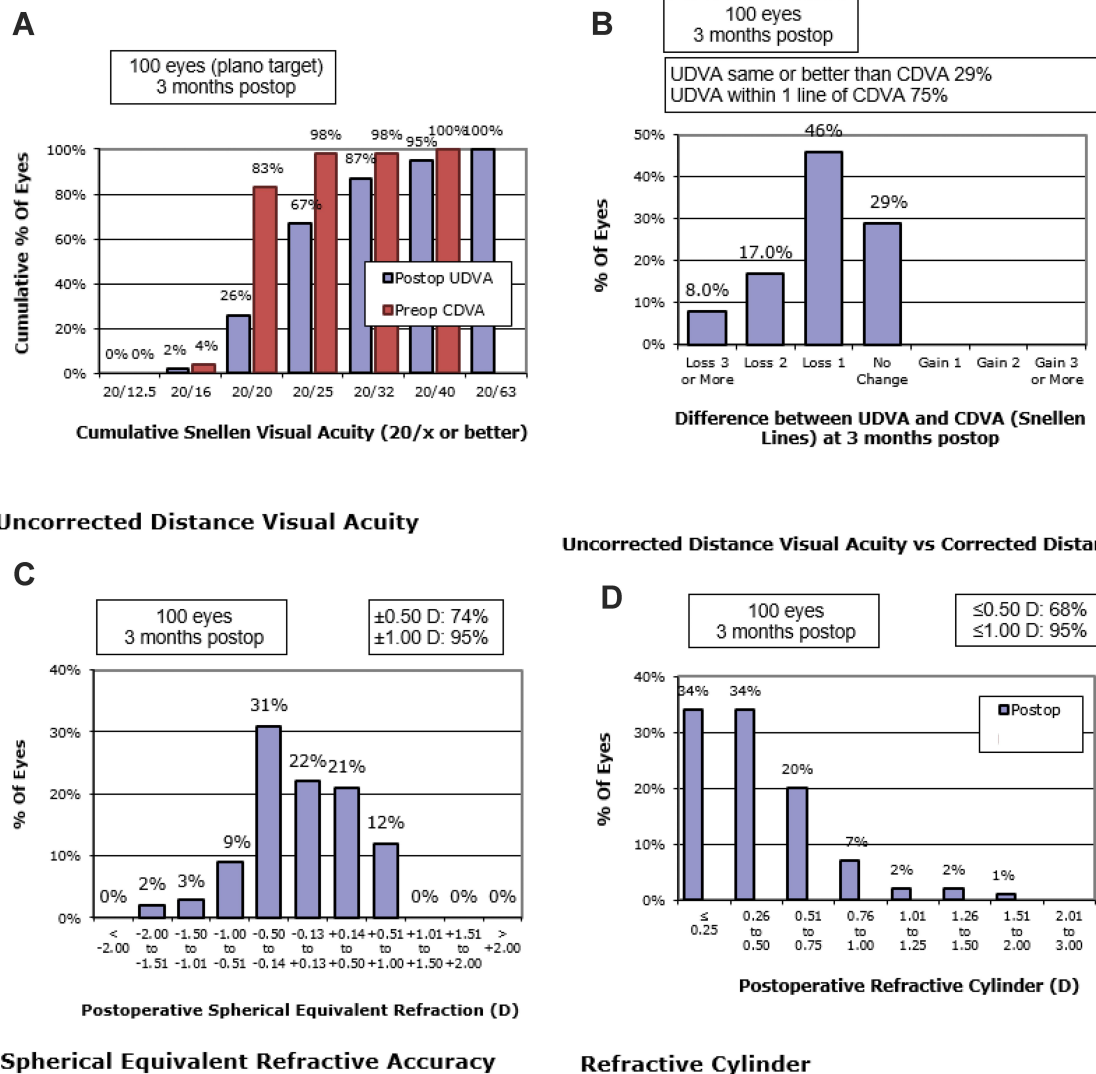 A
100 eyes (plano target)
3 months postop
Cumulative % Of Eyes
100%
80%
60%
40%
20%
0%
0% 0% 2% 4% 26% 83% 67% 98% 87% 98% 95% 100% 100%
Postop UDVA
Preop CDVA
20/12.5 20/16 20/20 20/25 20/32 20/40 20/63
Cumulative Snellen Visual Acuity (20/x or better)
Uncorrected Distance Visual Acuity
B
100 eyes
3 months postop
UDVA same or better than CDVA 29%
UDVA within 1 line of CDVA 75%
% Of Eyes
50%
40%
30%
20%
10%
0%
8.0% 17.0% 46% 29%
Loss 3 Loss 2 Loss 1 No Gain 1 Gain 2 Gain 3
or More Change or More
Difference between UDVA and CDVA (Snellen
Lines) at 3 months postop
Uncorrected Distance Visual Acuity vs Corrected
C
100 eyes
3 months postop
±0.50 D: 74%
±1.00 D: 95%
% Of Eyes
40%
30%
20%
10%
0%
0% 2% 3% 9% 31% 22% 21% 12% 0% 0% 0%
< -2.00 -1.50 -1.00 -0.50 -0.13 +0.14 +0.51 +1.01 +1.51 >
-2.00 to to to to to to to to to +2.00
-1.51 -1.01 -0.51 -0.14 +0.13 +0.50 +1.00 +1.50 +2.00
Postoperative Spherical Equivalent Refraction (D)
Spherical Equivalent Refractive Accuracy
D
100 eyes
3 months postop
≤0.50 D: 68%
≤1.00 D: 95%
% Of Eyes
40%
30%
20%
10%
0%
34% 34% 20% 7% 2% 2% 1%
Postop
≤ 0.26 0.51 0.76 1.01 1.26 1.51 2.01
0.25 to to to to to to to
0.50 0.75 1.00 1.25 1.50 2.00 3.00
Postoperative Refractive Cylinder (D)
Refractive Cylinder